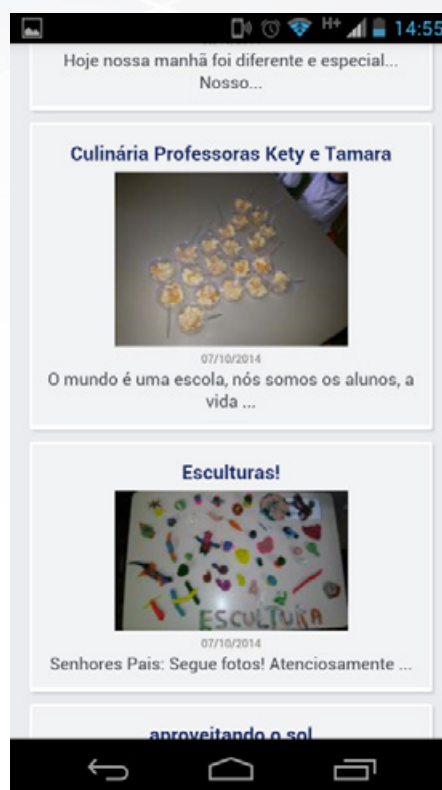 H+ 14:55
Hoje nossa manhã foi diferente e especial...
Nosso...
Culinária Professoras Kety e Tamara
07/10/2014
O mundo é uma escola, nós somos os alunos, a
vida ...
Esculturas!
ESCULTURA
07/10/2014
Senhores Pais: Segue fotos! Atenciosamente ...
aproveitando o sol